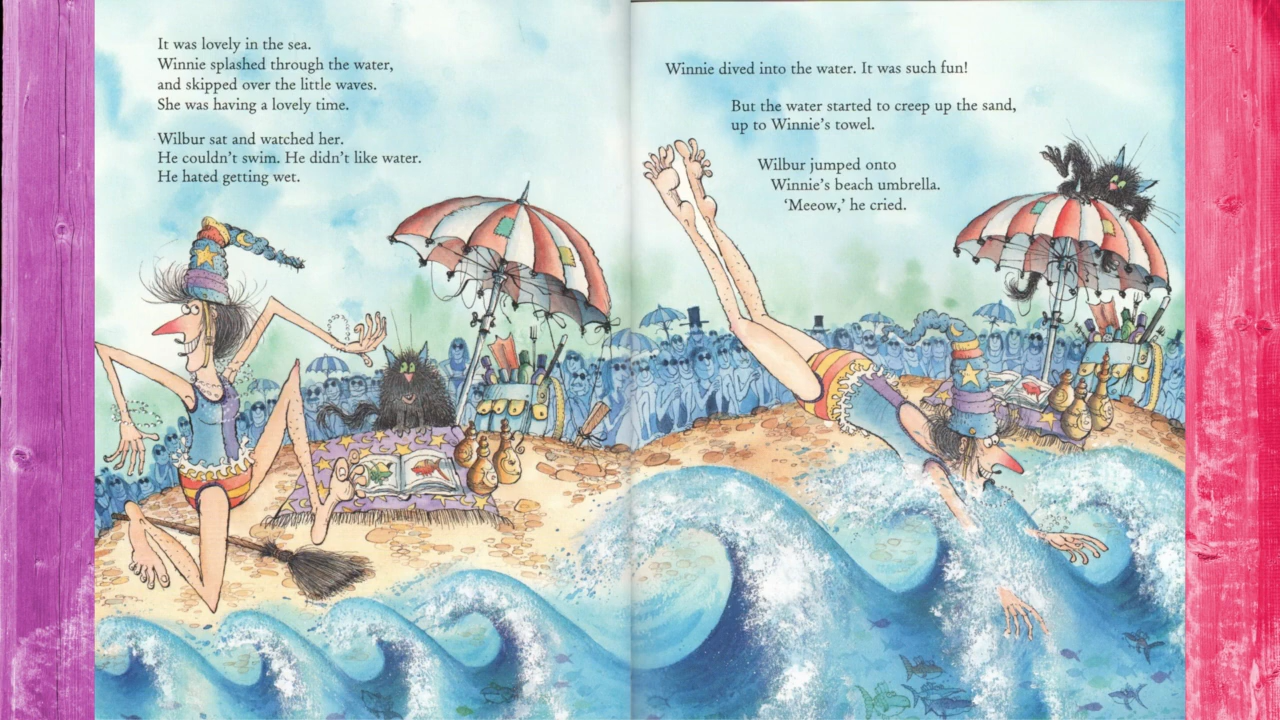 It was lovely in the sea.
Winnie splashed through the water,
and skipped over the little waves.
She was having a lovely time.
Wilbur sat and watched her.
He couldn't swim. He didn't like water.
He hated getting wet.
Winnie dived into the water. It was such fun!
But the water started to creep up the sand,
up to Winnie's towel.
Wilbur jumped onto
Winnie's beach umbrella.
‘Meeow,’ he cried.